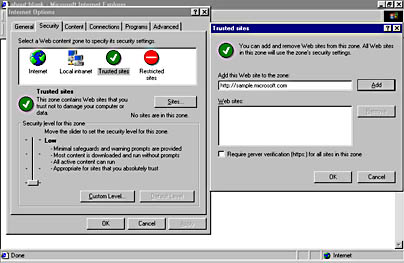 about:blank - Microsoft Internet Explorer
Internet Options
General Security Content Connections Programs Advanced
Select a Web content zone to specify its security settings.
Internet Local intranet Trusted sites Restricted sites
Trusted sites
This zone contains Web sites that you
trust not to damage your computer or
data.
Sites...
No sites are in this zone.
Security level for this zone
Move the slider to set the security level for this zone.
Low
- Minimal safeguards and warning prompts are provided
- Most content is downloaded and run without prompts
- All active content can run
- Appropriate for sites that you absolutely trust
Custom Level... Default Level
OK Cancel Apply
Trusted sites
You can add and remove Web sites from this zone. All Web sites
in this zone will use the zone's security settings.
Add this Web site to the zone:
http://sample.microsoft.com
Add
Web sites:
Remove
Require server verification (https:) for all sites in this zone
OK Cancel
Done
Internet